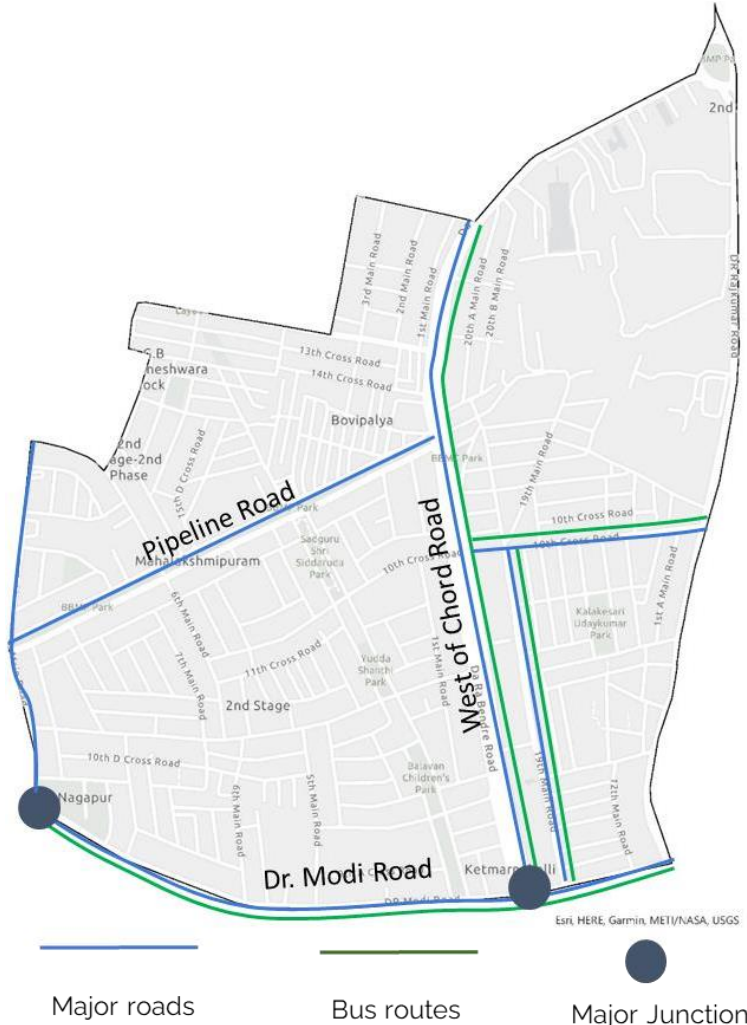 2nd
DR Rajkumar Road
3rd Main Road
2nd Main Road
1st Main Road
20th A Main Road
20th B Main Road
13th Cross Road
14th Cross Road
Bovipalya
S.B
neshwara
ock
2nd
age-2nd
Phase
15th D Cross Road
BBMP Park
19th Main Road
Pipeline Road
Park
10th Cross Road
10th Cross Road
Mahalakshmipuram
Sadguru
Shri
Siddaruda
Park
10th Cross Road
West of Chord Road
BBMP Park
6th Main Road
7th Main Road
11th Cross Road
Yudda
Shanthi
Park
1st Main Road
Da Ra Bendre Road
Kalakesari
Udaykumar
Park
1st A Main Road
2nd Stage
10th D Cross Road
Balavan
Children's
Park
19th Main Road
12th Main Road
Nagapur
6th Main Road
5th Main Road
Dr. Modi Road
DR Modi Road
Esri, HERE, Garmin, METI/NASA, USGS
Major roads
Bus routes
Major Junction